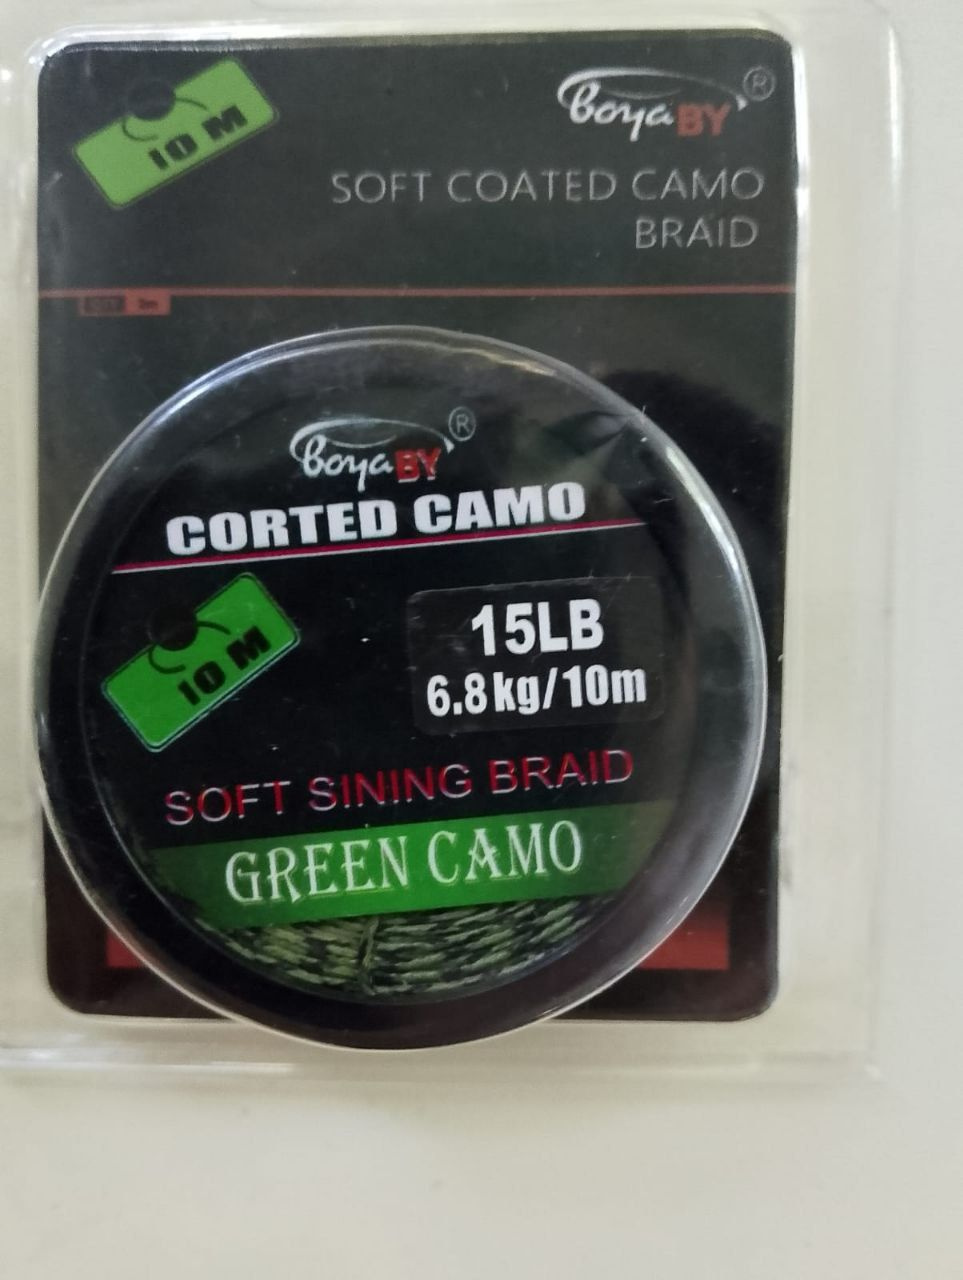 10 M
boyaBY®
SOFT COATED CAMO
BRAID
boyaBY®
CORTED CAMO
10 M
15LB
6.8kg/10m
SOFT SINING BRAID
GREEN CAMO